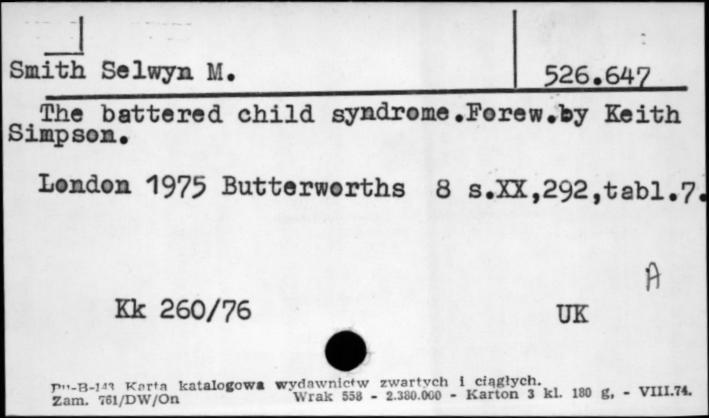 Smith Selwyn M.
526.647
The battered child syndrome.Forew.by Keith
Simpson.
London 1975 Butterworths 8 s.XX,292,tabl.7.
A
Kk 260/76
UK
Pu-B-143 Karta katalogowa wydawnictw zwartych i ciągłych.
Zam. 761/DW/On Wrak 558 - 2.380.000 - Karton 3 kl. 180 g, - VIII.74.